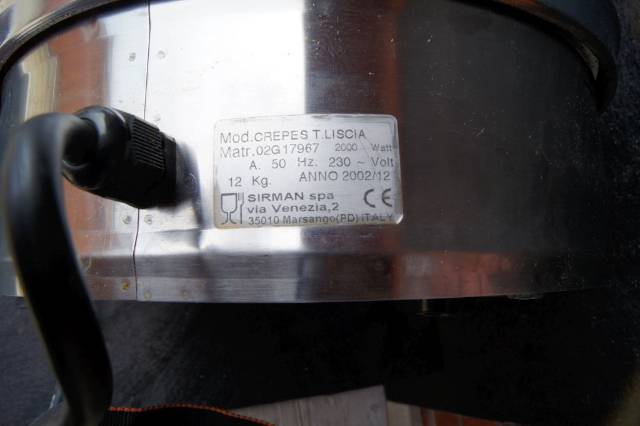 Mod.CREPES T.LISCIA
Matr.02G17967 2000 ~ Watt
A. 50 Hz. 230 ~ Volt
12 Kg. ANNO 2002/12
SIRMAN spa CE
via Venezia,2
35010 Marsango(PD) ITALY